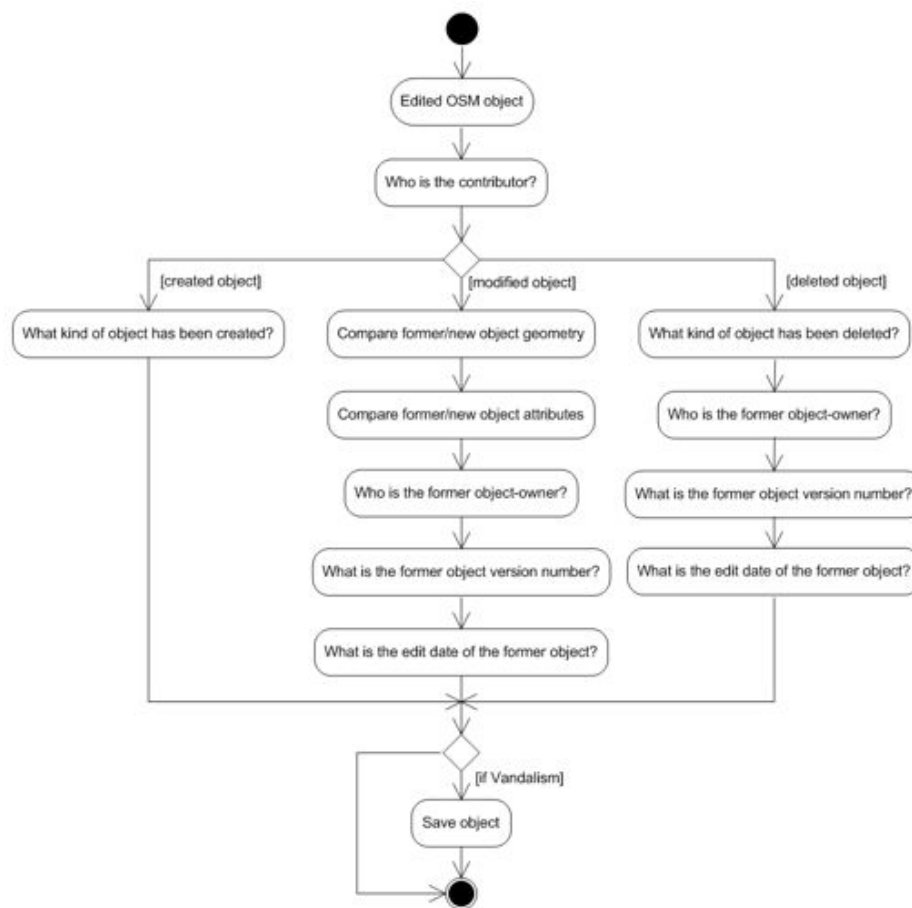 Edited OSM object
Who is the contributor?
[created object]
[modified object]
[deleted object]
What kind of object has been created?
Compare former/new object geometry
What kind of object has been deleted?
Compare former/new object attributes
Who is the former object-owner?
Who is the former object-owner?
What is the former object version number?
What is the former object version number?
What is the edit date of the former object?
What is the edit date of the former object?
[if Vandalism]
Save object